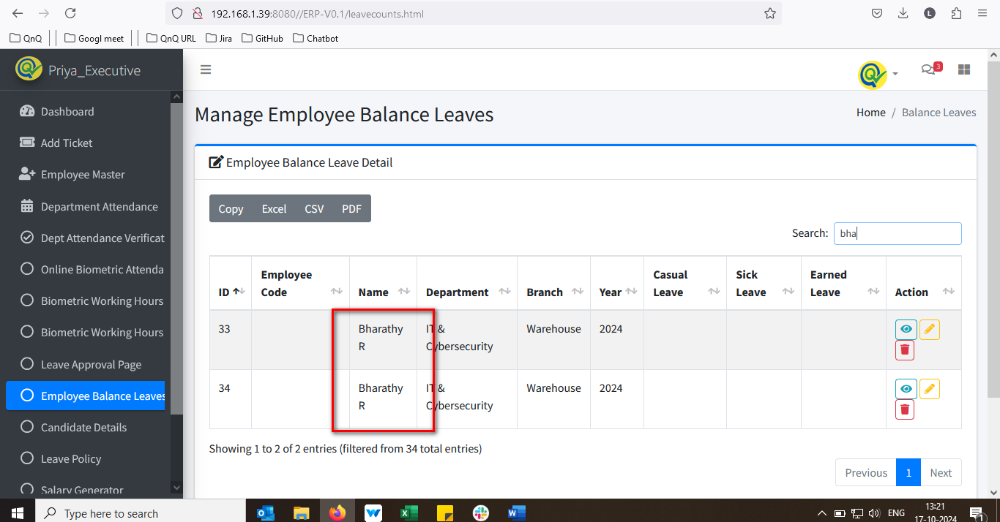 192.168.1.39:8080//ERP-V0.1/leavecounts.html
L
QnQ
Googl meet
QnQ URL
Jira
GitHub
Chatbot
Priya_Executive
3
Dashboard
Add Ticket
Employee Master
Department Attendance
Dept Attendance Verificat
Online Biometric Attenda
Biometric Working Hours
Biometric Working Hours
Leave Approval Page
Employee Balance Leaves
Candidate Details
Leave Policy
Salary Generator
Manage Employee Balance Leaves
Home / Balance Leaves
Employee Balance Leave Detail
Copy Excel CSV PDF
Search: bha
ID Employee Code Name Department Branch Year Casual Leave Sick Leave Earned Leave Action
33 Bharathy R IT & Cybersecurity Warehouse 2024
34 Bharathy R IT & Cybersecurity Warehouse 2024
Showing 1 to 2 of 2 entries (filtered from 34 total entries)
Previous 1 Next
Type here to search
ENG
13:21
17-10-2024
1